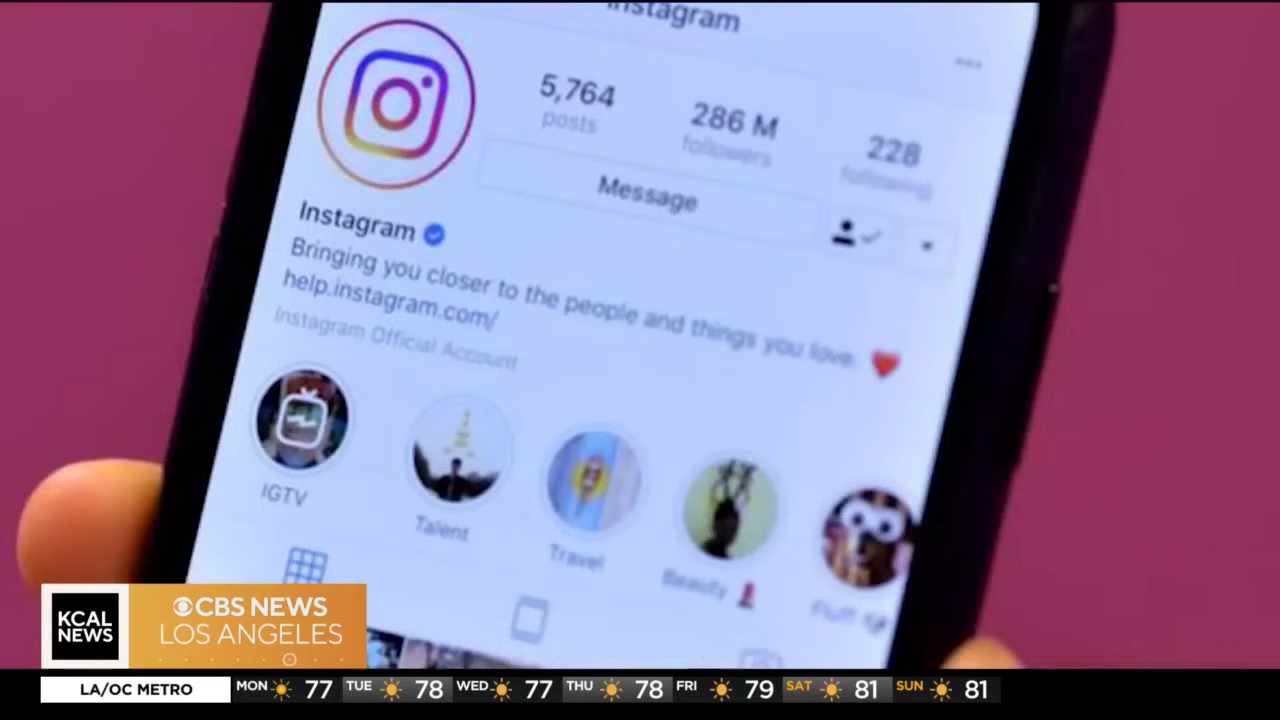 Instagram
5,764
posts
286 M
followers
228
following
Message
Instagram
Bringing you closer to the people and things you love. ❤️
help.instagram.com/
Instagram Official Account
IGTV
Talent
Travel
Beauty 💄
Fluff
KCAL
NEWS
CBS NEWS
LOS ANGELES
LA/OC METRO
MON 77 TUE 78 WED 77 THU 78 FRI 79 SAT 81 SUN 81